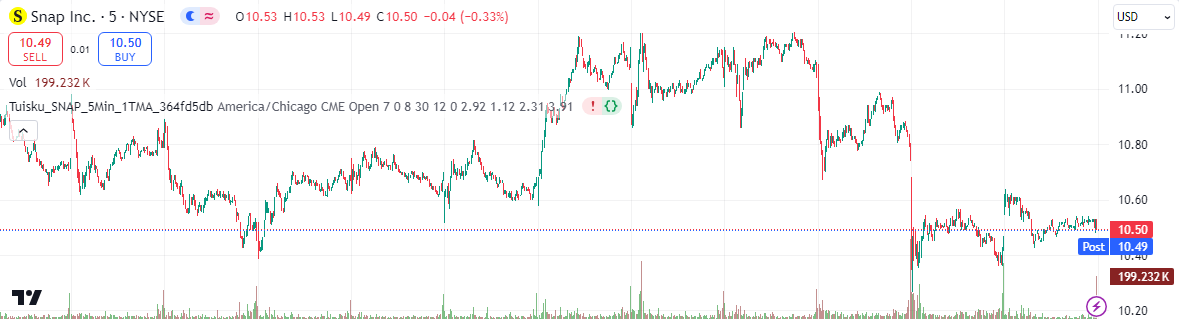 S Snap Inc. · 5 · NYSE O10.53 H10.53 L10.49 C10.50 -0.04 (-0.33%) USD
10.49 SELL 0.01 10.50 BUY
Vol 199.232 K
Tuisku_SNAP_5Min_1TMA_364fd5db America/Chicago CME Open 7 0 8 30 12 0 2.92 1.12 2.31 3.91 ! {}
11.20
11.00
10.80
10.60
10.50
Post 10.49
10.40
199.232 K
10.20